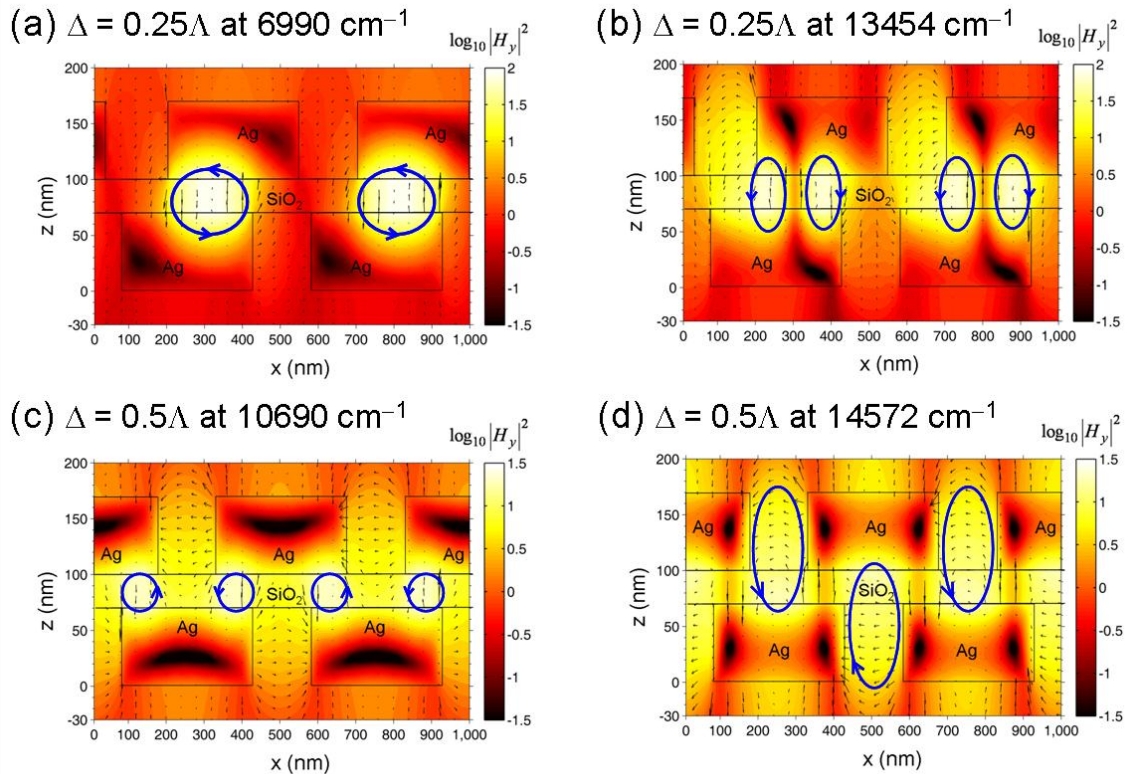 (a) Δ = 0.25Λ at 6990 cm⁻¹
log₁₀|H_y|²
200
150
100
50
0
-30
z (nm)
Ag
SiO₂
Ag
Ag
Ag
2
1.5
1
0.5
0
-0.5
-1
-1.5
0 100 200 300 400 500 600 700 800 900 1,000
x (nm)
(b) Δ = 0.25Λ at 13454 cm⁻¹
log₁₀|H_y|²
200
150
100
50
0
-30
z (nm)
Ag
SiO₂
Ag
Ag
Ag
2
1.5
1
0.5
0
-0.5
-1
-1.5
0 100 200 300 400 500 600 700 800 900 1,000
x (nm)
(c) Δ = 0.5Λ at 10690 cm⁻¹
log₁₀|H_y|²
200
150
100
50
0
-30
z (nm)
Ag Ag Ag
SiO₂
Ag Ag
1.5
1
0.5
0
-0.5
-1
-1.5
0 100 200 300 400 500 600 700 800 900 1,000
x (nm)
(d) Δ = 0.5Λ at 14572 cm⁻¹
log₁₀|H_y|²
200
150
100
50
0
-30
z (nm)
Ag Ag Ag
SiO₂
Ag Ag
1.5
1
0.5
0
-0.5
-1
-1.5
0 100 200 300 400 500 600 700 800 900 1,000
x (nm)